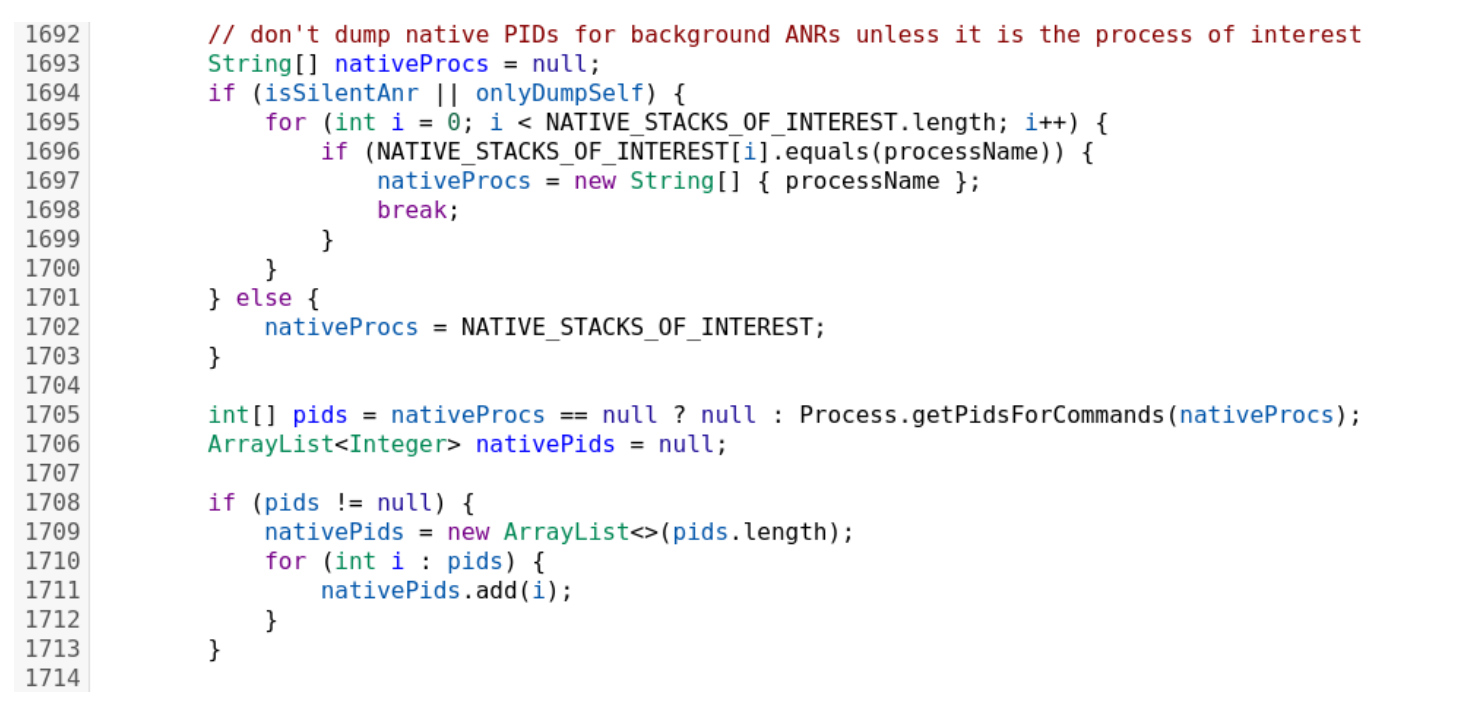 1692 // don't dump native PIDs for background ANRs unless it is the process of interest
1693 String[] nativeProcs = null;
1694 if (isSilentAnr || onlyDumpSelf) {
1695 for (int i = 0; i < NATIVE_STACKS_OF_INTEREST.length; i++) {
1696 if (NATIVE_STACKS_OF_INTEREST[i].equals(processName)) {
1697 nativeProcs = new String[] { processName };
1698 break;
1699 }
1700 }
1701 } else {
1702 nativeProcs = NATIVE_STACKS_OF_INTEREST;
1703 }
1704
1705 int[] pids = nativeProcs == null ? null : Process.getPidsForCommands(nativeProcs);
1706 ArrayList<Integer> nativePids = null;
1707
1708 if (pids != null) {
1709 nativePids = new ArrayList<>(pids.length);
1710 for (int i : pids) {
1711 nativePids.add(i);
1712 }
1713 }
1714